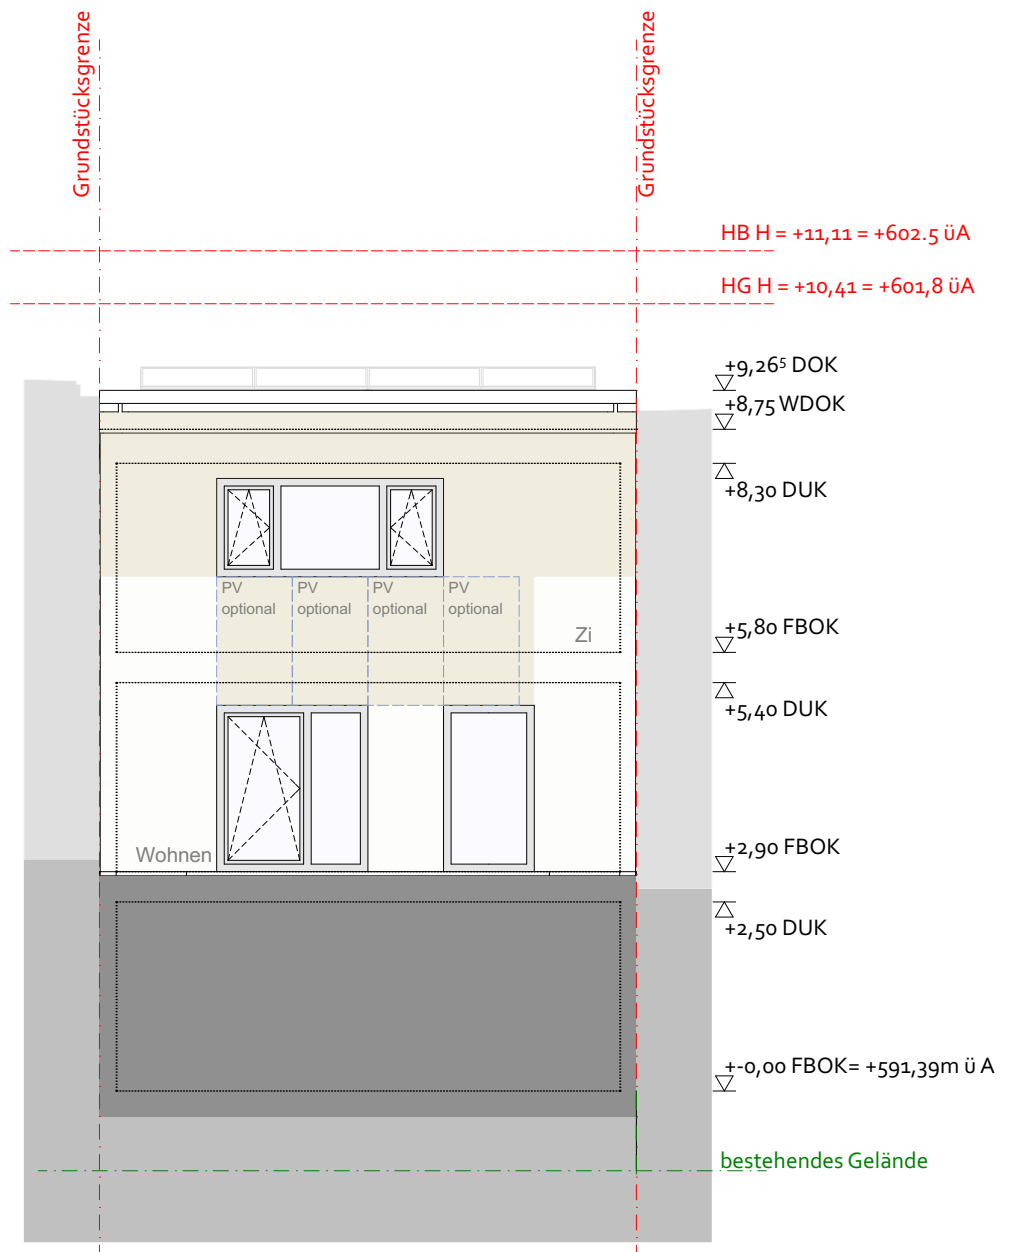 Grundstücksgrenze
Grundstücksgrenze
HB H = +11,11 = +602.5 üA
HG H = +10,41 = +601,8 üA
+9,26⁵ DOK
+8,75 WDOK
+8,30 DUK
PV optional
PV optional
PV optional
PV optional
Zi
+5,80 FBOK
+5,40 DUK
Wohnen
+2,90 FBOK
+2,50 DUK
+-0,00 FBOK= +591,39m ü A
bestehendes Gelände